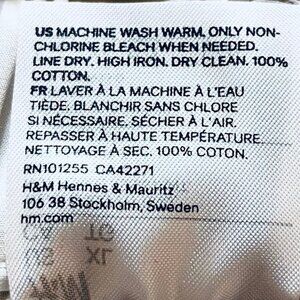 US MACHINE WASH WARM. ONLY NON-
CHLORINE BLEACH WHEN NEEDED.
LINE DRY. HIGH IRON. DRY CLEAN. 100%
COTTON.
FR LAVER À LA MACHINE À L'EAU
TIÈDE. BLANCHIR SANS CHLORE
SI NÉCESSAIRE. SÉCHER À L'AIR.
REPASSER À HAUTE TEMPÉRATURE.
NETTOYAGE À SEC. 100% COTON.
RN101255 CA42271
H&M Hennes & Mauritz
106 38 Stockholm, Sweden
hm.com
XL